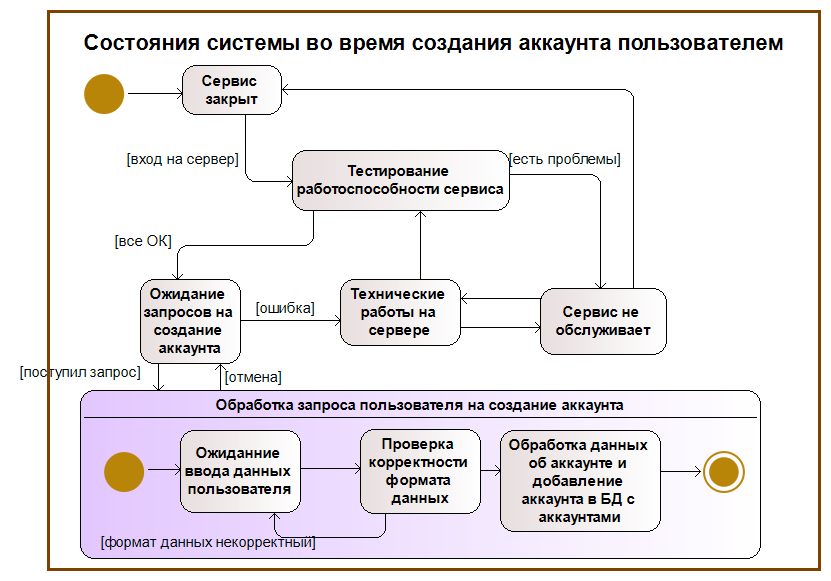 Состояния системы во время создания аккаунта пользователем
Сервис
закрыт
[вход на сервер]
Тестирование
работоспособности сервиса
[есть проблемы]
[все ОК]
Ожидание
запросов на
создание
аккаунта
[ошибка]
Технические
работы на
сервере
Сервис не
обслуживает
[поступил запрос]
[отмена]
Обработка запроса пользователя на создание аккаунта
Ожиданние
ввода данных
пользователя
Проверка
корректности
формата
данных
Обработка данных
об аккаунте и
добавление
аккаунта в БД с
аккаунтами
[формат данных некорректный]